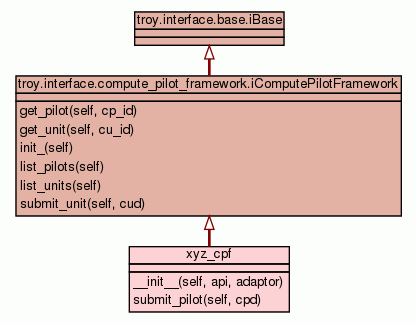 troy.interface.base.iBase
troy.interface.compute_pilot_framework.iComputePilotFramework
get_pilot(self, cp_id)
get_unit(self, cu_id)
init_(self)
list_pilots(self)
list_units(self)
submit_unit(self, cud)
xyz_cpf
__init__(self, api, adaptor)
submit_pilot(self, cpd)